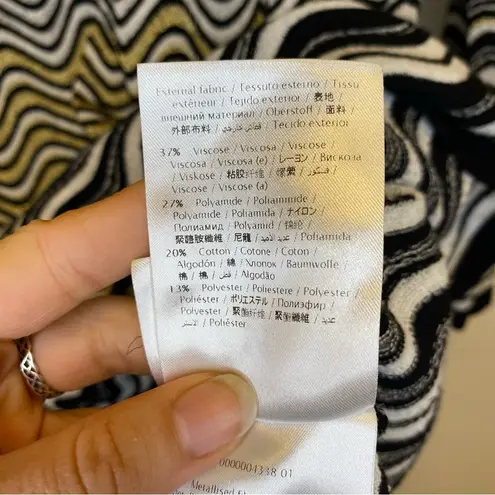 External fabric / Tessuto esterno / Tissu
extérieur / Tejido exterior / 表地 /
внешний материал / Oberstoff / 面料 /
外部布料 / / Tecido exterior
37% Viscose / Viscosa / Viscose /
Viscosa / Viscosa (e) / レーヨン / Вискоза
/ Viskose / 粘胶纤维 / 嫘縈 /
Viscose / Viscose (a)
27% Polyamide / Poliammide /
Polyamide / Poliamida / ナイロン /
Полиамид / Polyamid / 锦纶 /
聚醯胺纖維 / 尼龍 / / Poliamida
20% Cotton / Cotone / Coton /
Algodón / 綿 / Хлопок / Baumwolle
棉 / 棉 / قطن / Algodão
13% Polyester / Poliestere / Polyester /
Poliéster / ポリエステル / Полиэфир /
Polyester / 聚酯纤维 / 聚酯纖維 /
/ Poliéster
0000004338 01
Metallised